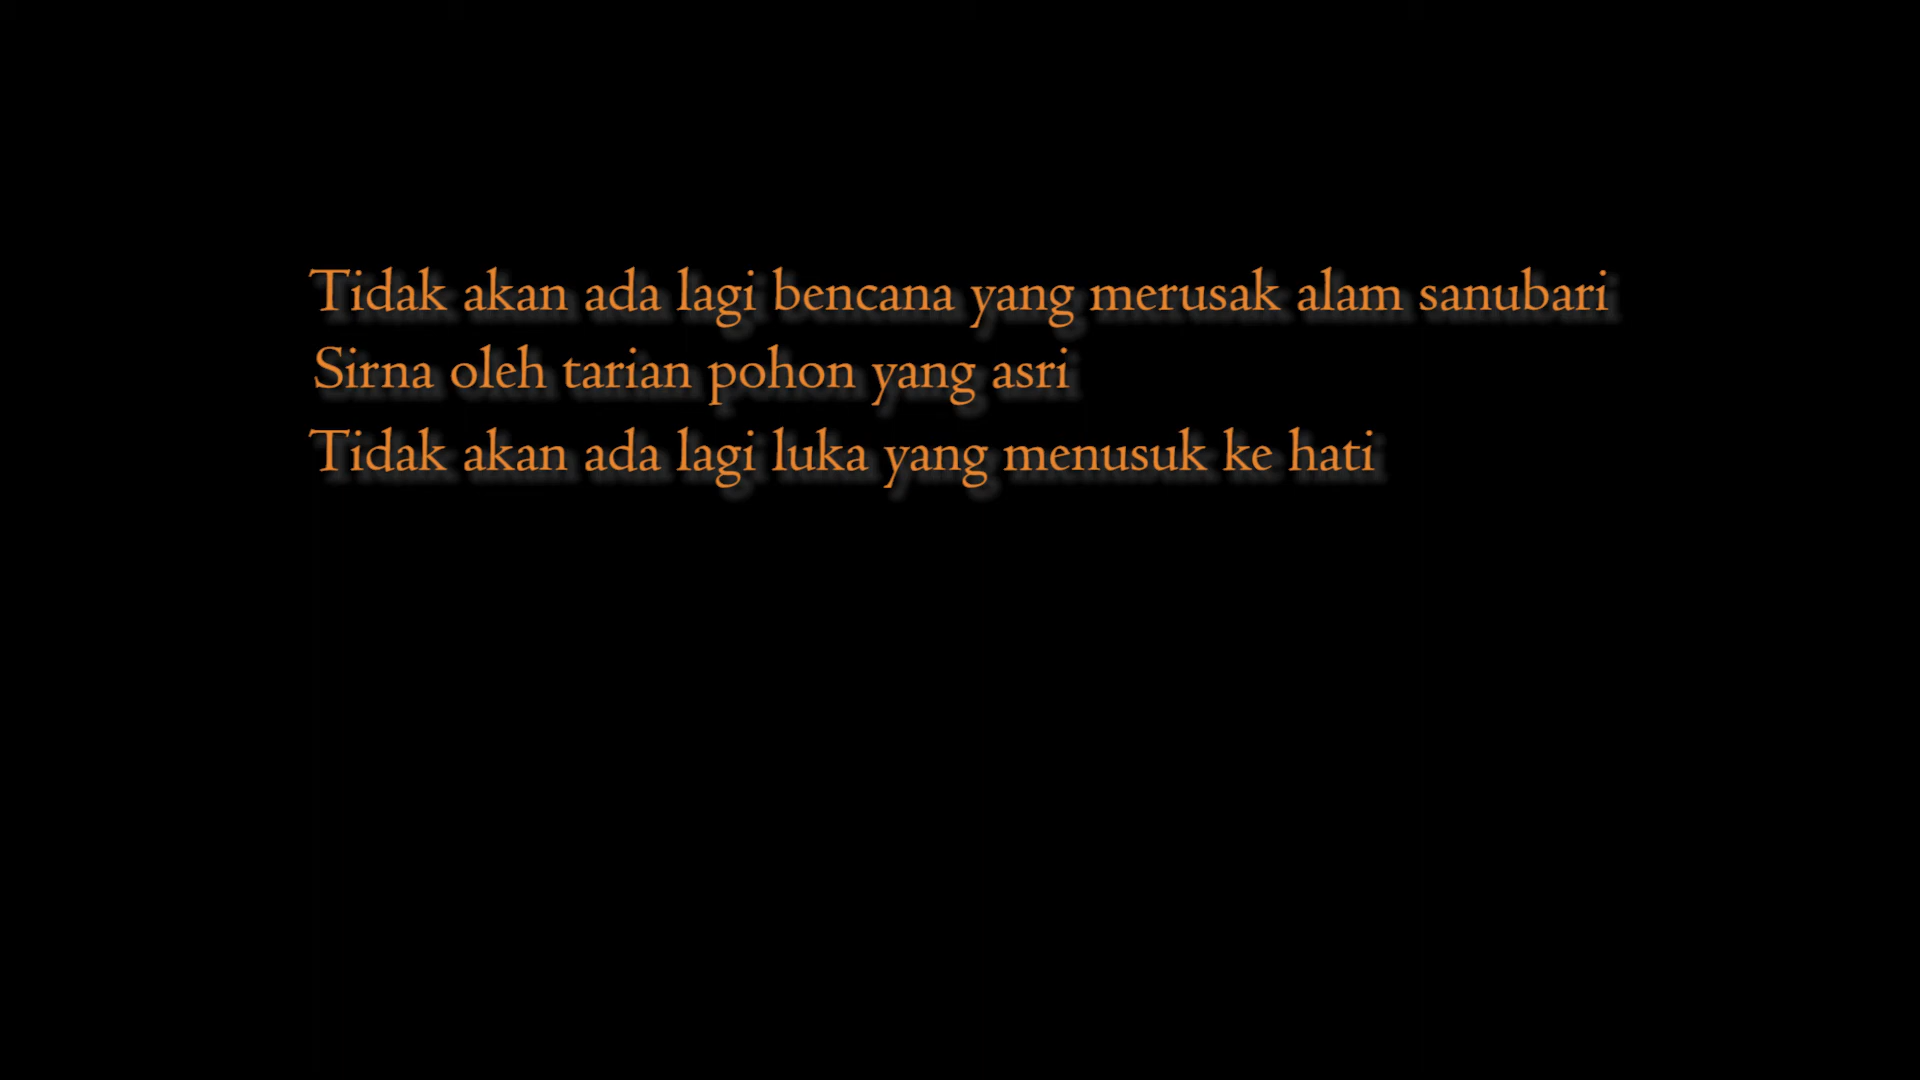 Tidak akan ada lagi bencana yang merusak alam sanubari
Sirna oleh tarian pohon yang asri
Tidak akan ada lagi luka yang menusuk ke hati